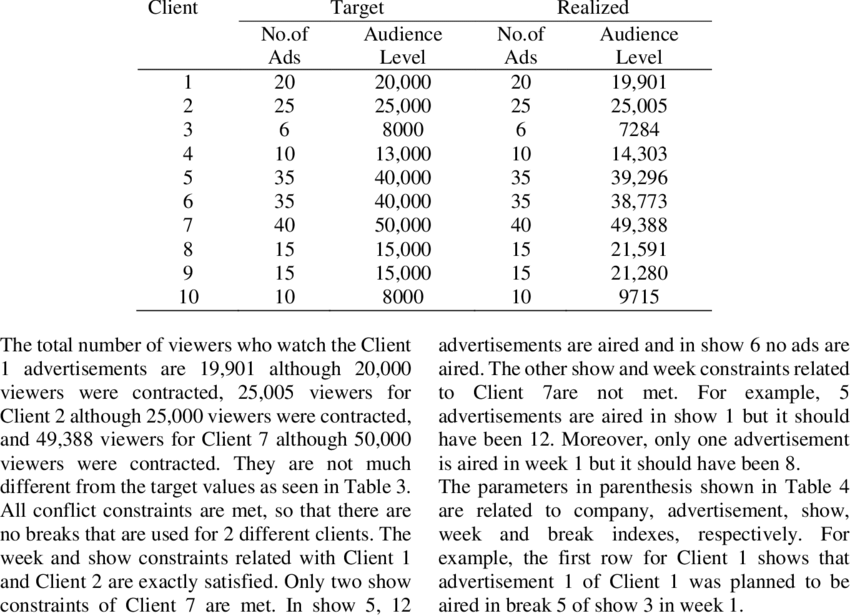 Client Target Realized
No.of Audience No.of Audience
Ads Level Ads Level
1 20 20,000 20 19,901
2 25 25,000 25 25,005
3 6 8000 6 7284
4 10 13,000 10 14,303
5 35 40,000 35 39,296
6 35 40,000 35 38,773
7 40 50,000 40 49,388
8 15 15,000 15 21,591
9 15 15,000 15 21,280
10 10 8000 10 9715
The total number of viewers who watch the Client
1 advertisements are 19,901 although 20,000
viewers were contracted, 25,005 viewers for
Client 2 although 25,000 viewers were contracted,
and 49,388 viewers for Client 7 although 50,000
viewers were contracted. They are not much
different from the target values as seen in Table 3.
All conflict constraints are met, so that there are
no breaks that are used for 2 different clients. The
week and show constraints related with Client 1
and Client 2 are exactly satisfied. Only two show
constraints of Client 7 are met. In show 5, 12
advertisements are aired and in show 6 no ads are
aired. The other show and week constraints related
to Client 7are not met. For example, 5
advertisements are aired in show 1 but it should
have been 12. Moreover, only one advertisement
is aired in week 1 but it should have been 8.
The parameters in parenthesis shown in Table 4
are related to company, advertisement, show,
week and break indexes, respectively. For
example, the first row for Client 1 shows that
advertisement 1 of Client 1 was planned to be
aired in break 5 of show 3 in week 1.